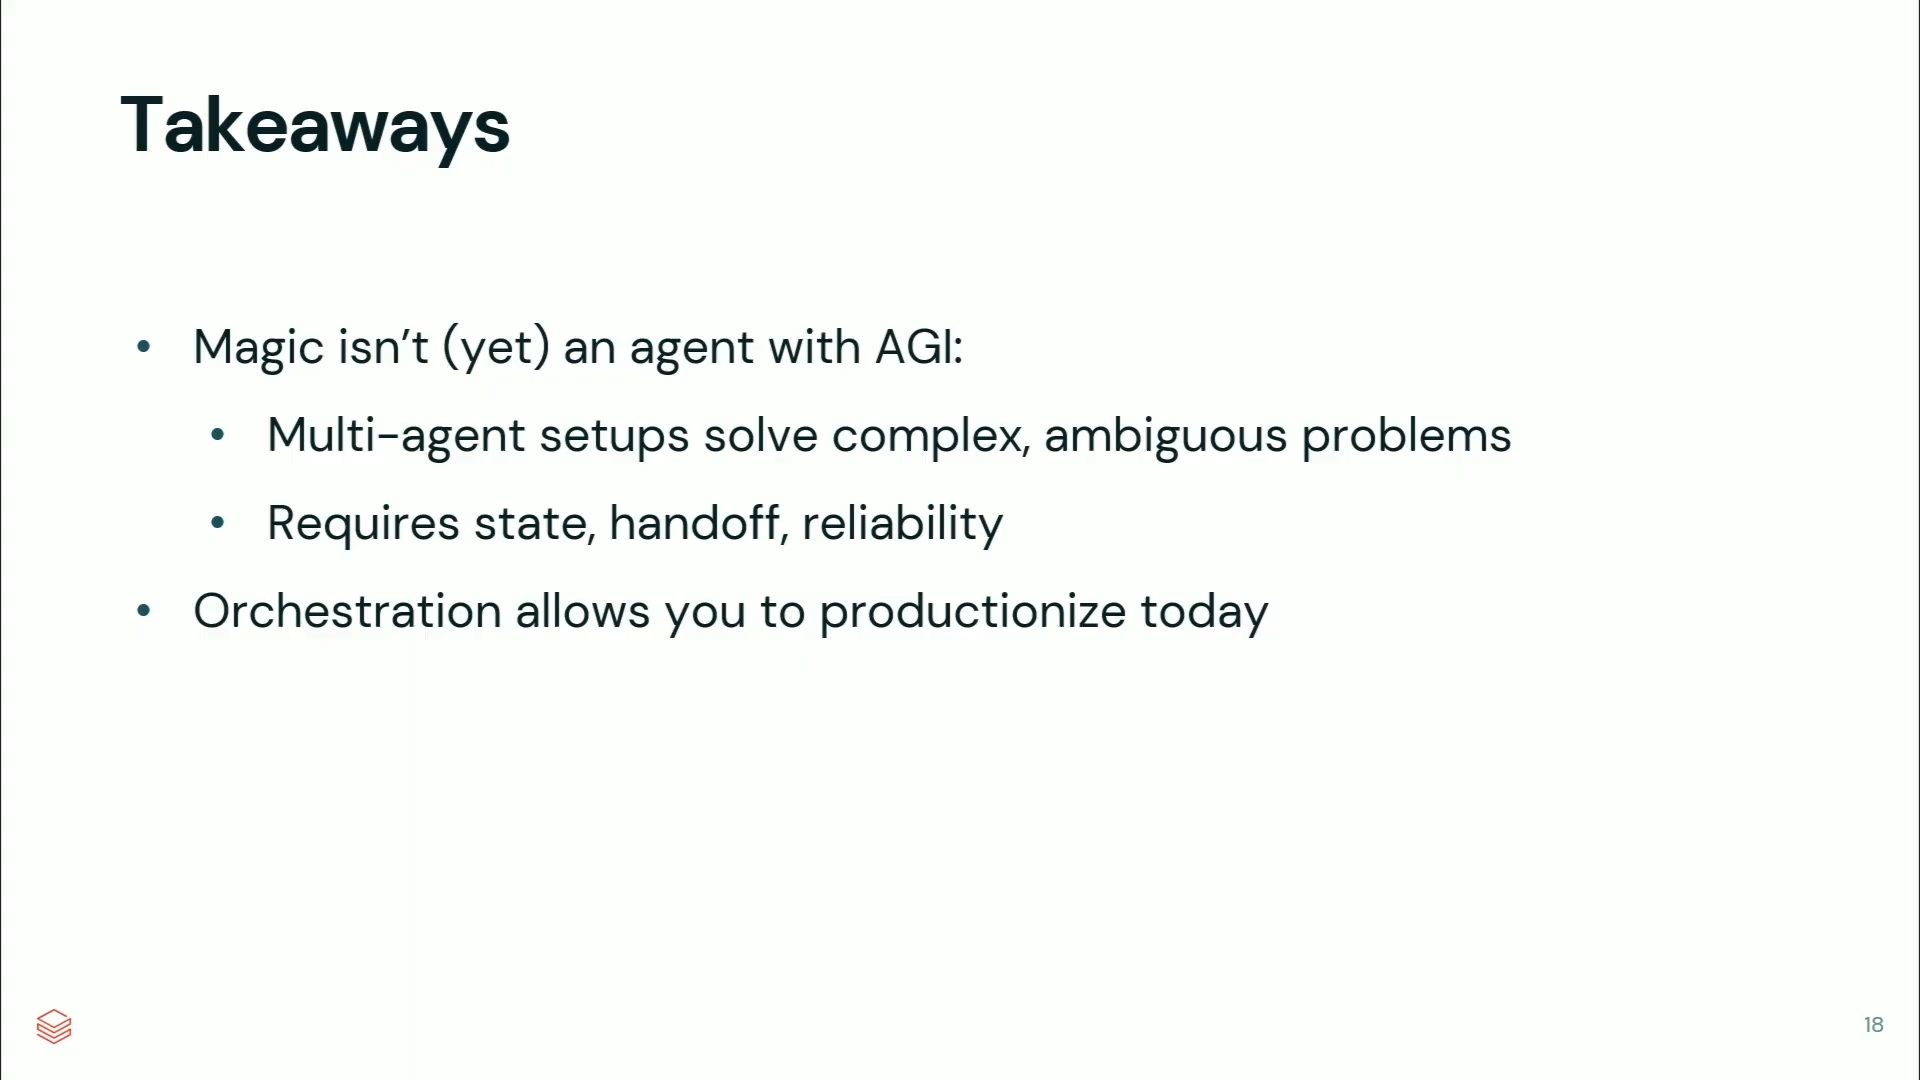 Takeaways
• Magic isn’t (yet) an agent with AGI:
• Multi-agent setups solve complex, ambiguous problems
• Requires state, handoff, reliability
• Orchestration allows you to productionize today
18